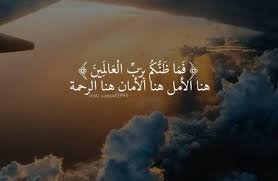 ﴿ فَمَا ظَنُّكُم بِرَبِّ الْعَالَمِينَ ﴾
هنا الأمل هنا الأمان هنا الرحمة